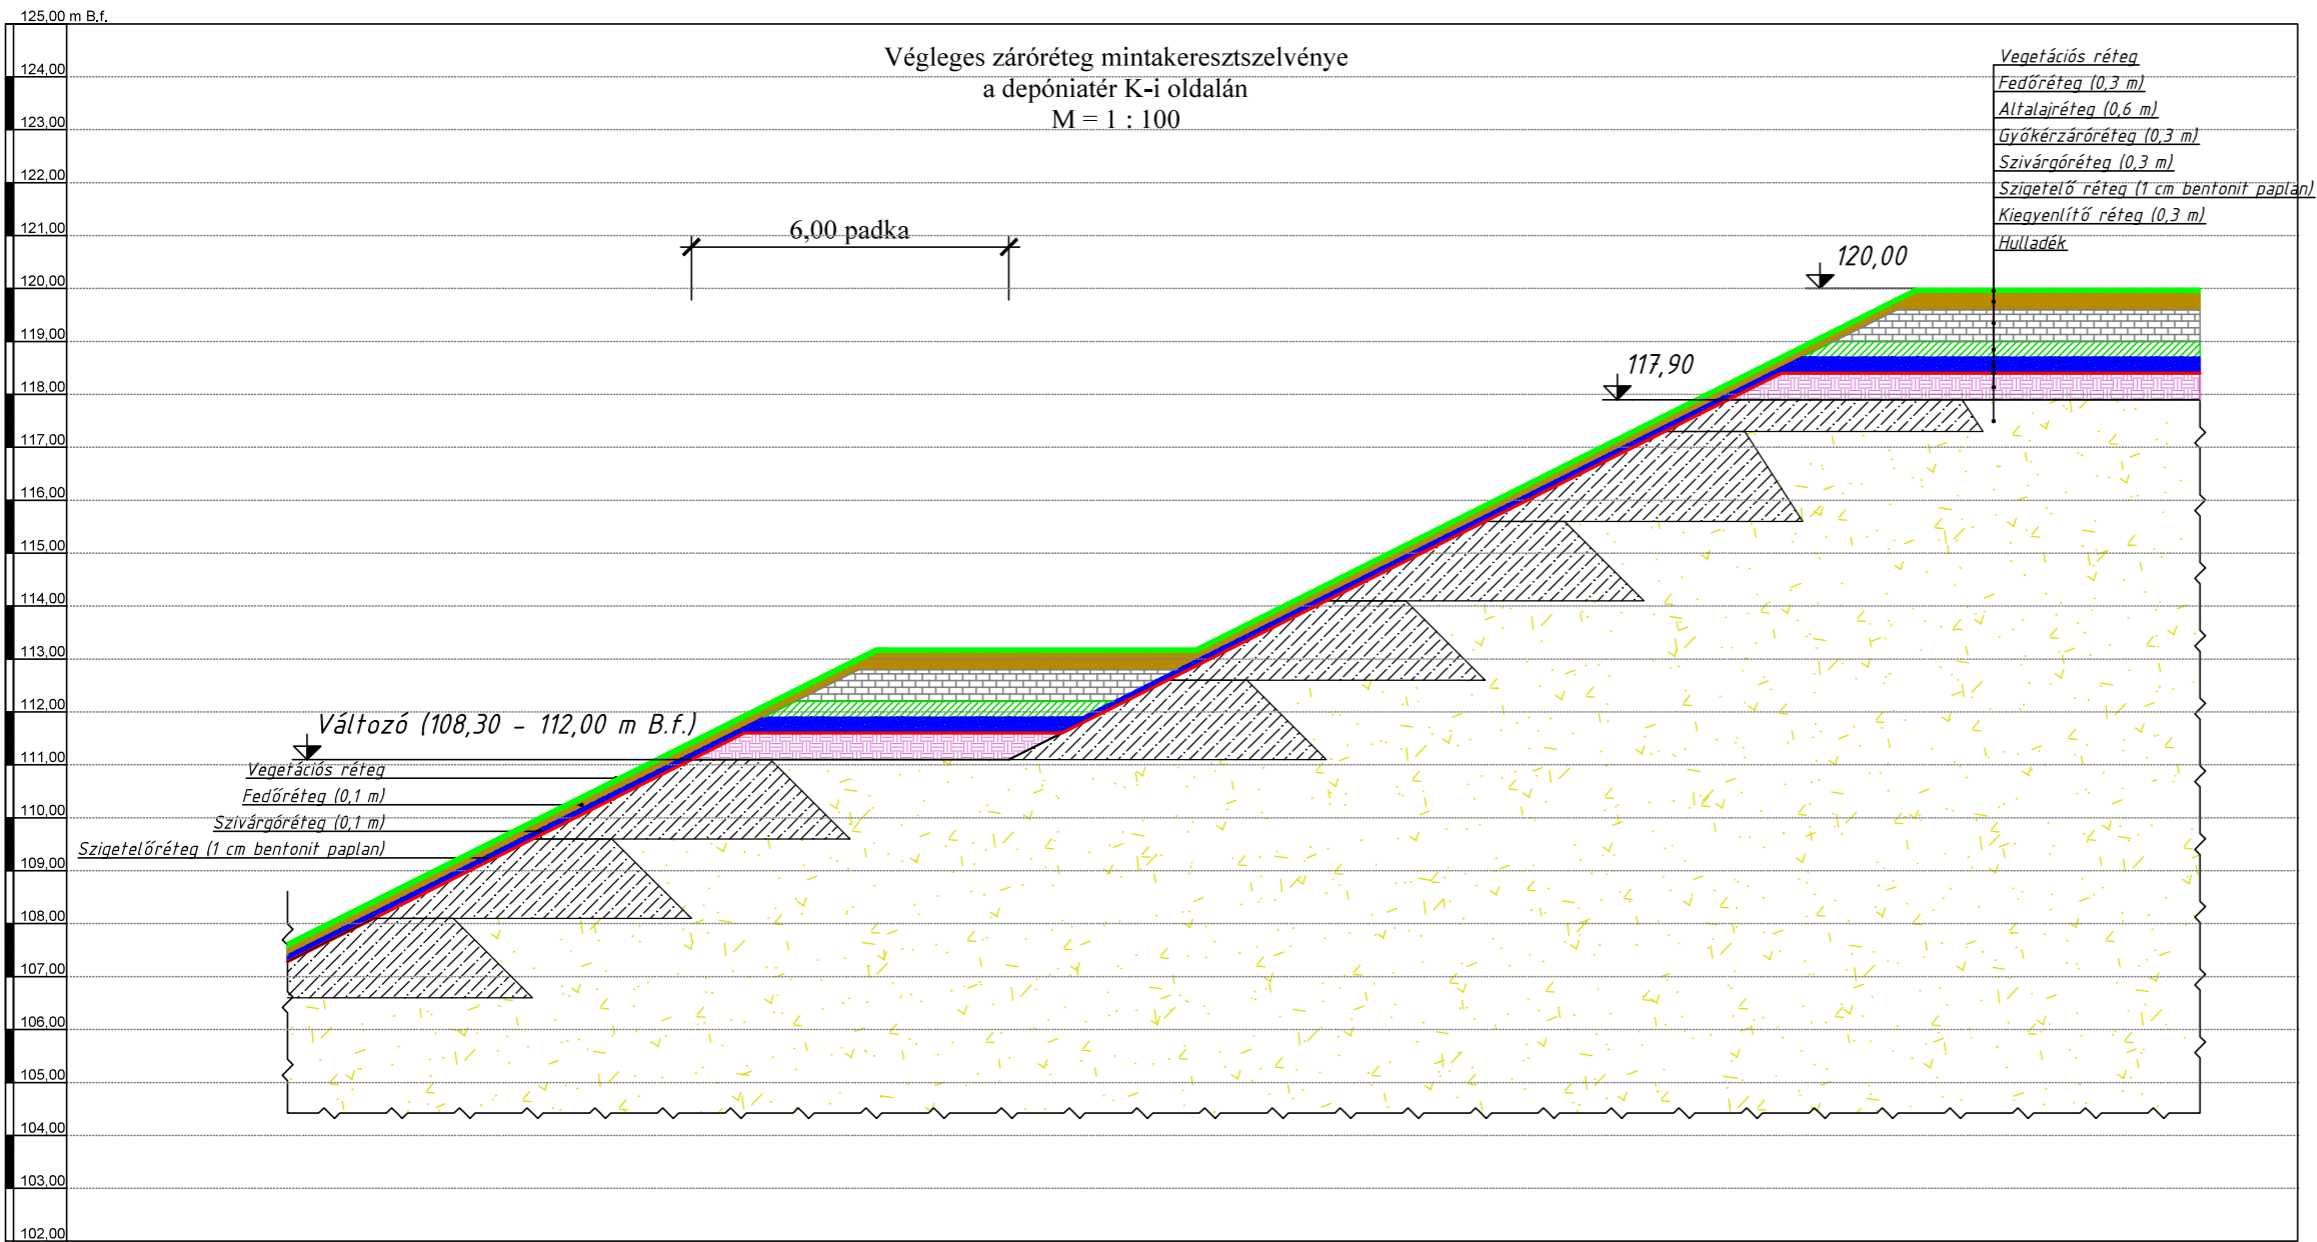 125,00 m B.f.
124,00
123,00
122,00
121,00
120,00
119,00
118,00
117,00
116,00
115,00
114,00
113,00
112,00
111,00
110,00
109,00
108,00
107,00
106,00
105,00
104,00
103,00
102,00
Végleges záróréteg mintakeresztszelvénye
a depóniatér K-i oldalán
M = 1 : 100
Vegetációs réteg
Fedőréteg (0,3 m)
Altalajréteg (0,6 m)
Győkérzáróréteg (0,3 m)
Szivárgóréteg (0,3 m)
Szigetelő réteg (1 cm bentonit paplan)
Kiegyenlítő réteg (0,3 m)
Hulladék
6,00 padka
120,00
117,90
Változó (108,30 - 112,00 m B.f.)
Vegetációs réteg
Fedőréteg (0,1 m)
Szivárgóréteg (0,1 m)
Szigetelőréteg (1 cm bentonit paplan)